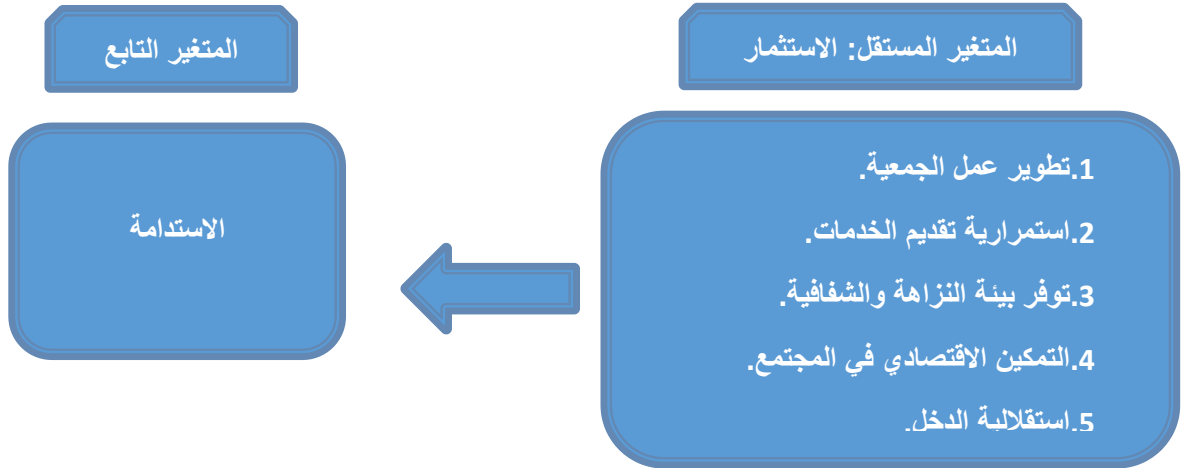 المتغير المستقل: الاستثمار
المتغير التابع
1.تطوير عمل الجمعية.
2.استمرارية تقديم الخدمات.
3.توفر بيئة النزاهة والشفافية.
4.التمكين الاقتصادي في المجتمع.
5.استقلالية الدخل.
الاستدامة